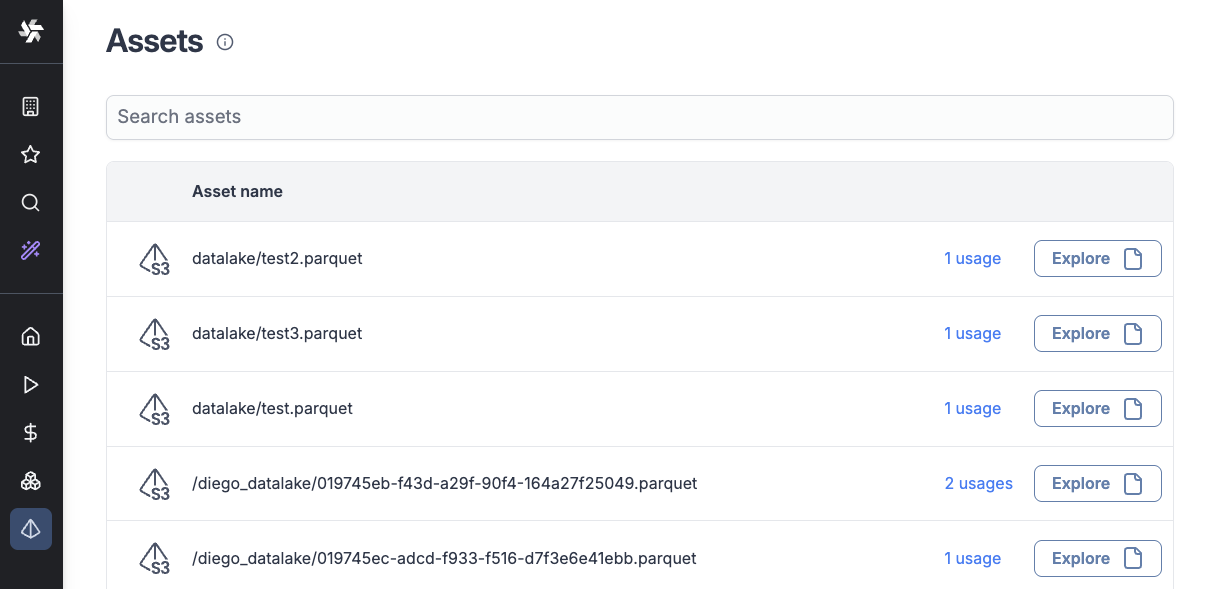 Assets
Search assets
Asset name
S3 datalake/test2.parquet 1 usage Explore
S3 datalake/test3.parquet 1 usage Explore
S3 datalake/test.parquet 1 usage Explore
S3 /diego_datalake/019745eb-f43d-a29f-90f4-164a27f25049.parquet 2 usages Explore
S3 /diego_datalake/019745ec-adcd-f933-f516-d7f3e6e41ebb.parquet 1 usage Explore